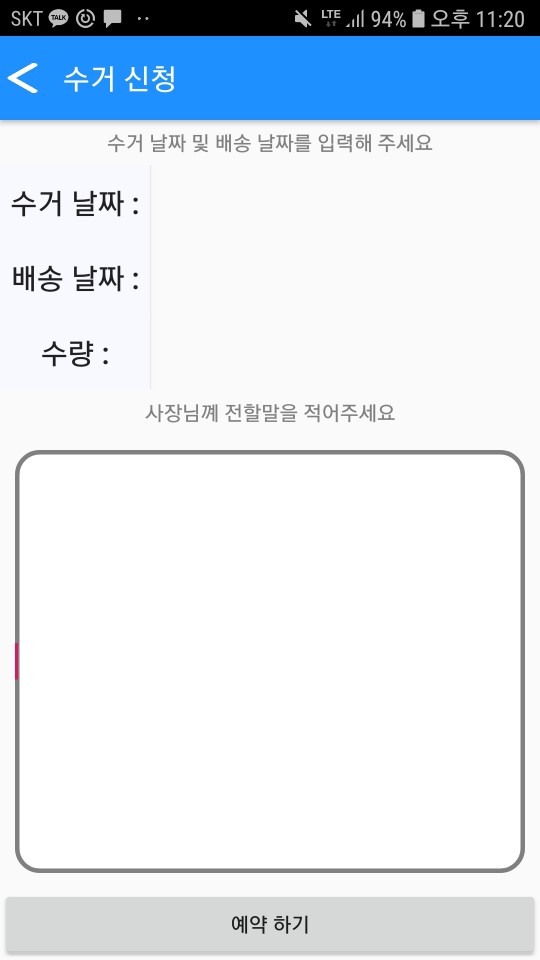 SKT TALK LTE 94% 오후 11:20
수거 신청
수거 날짜 및 배송 날짜를 입력해 주세요
수거 날짜 :
배송 날짜 :
수량 :
사장님꼐 전할말을 적어주세요
예약 하기